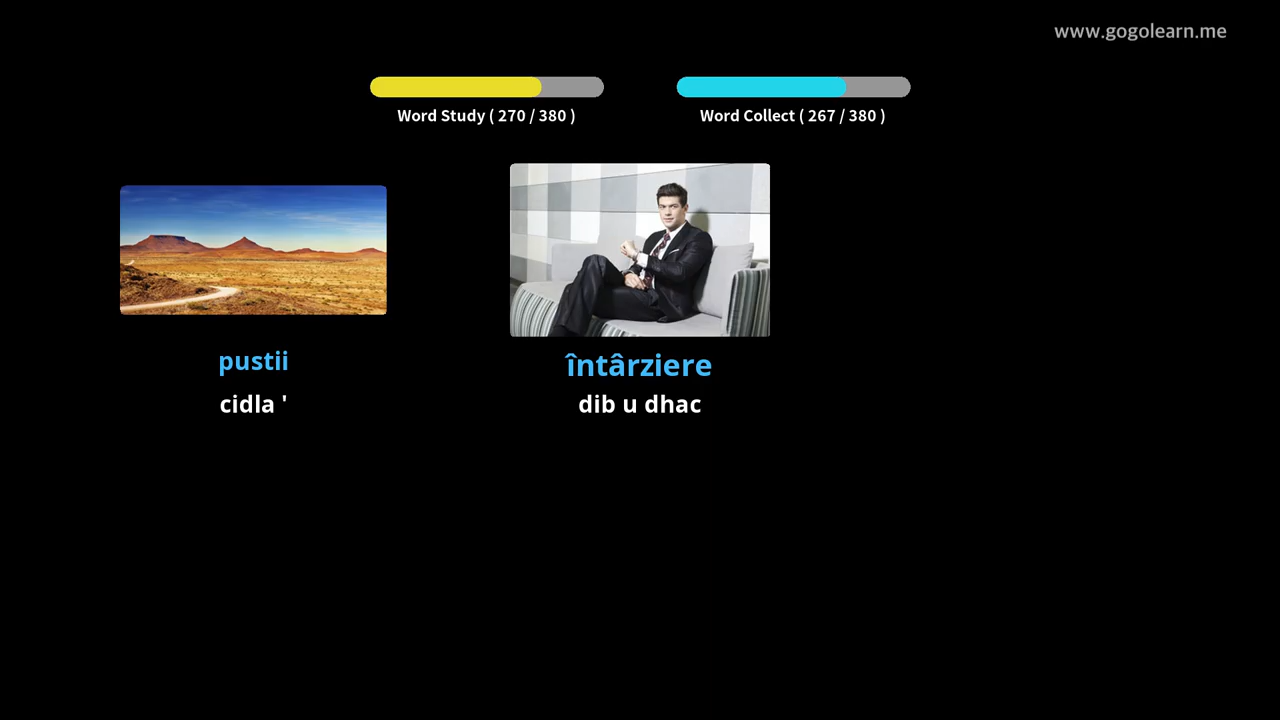 www.gogolearn.me
Word Study ( 270 / 380 )
Word Collect ( 267 / 380 )
pustii
cidla '
întârziere
dib u dhac